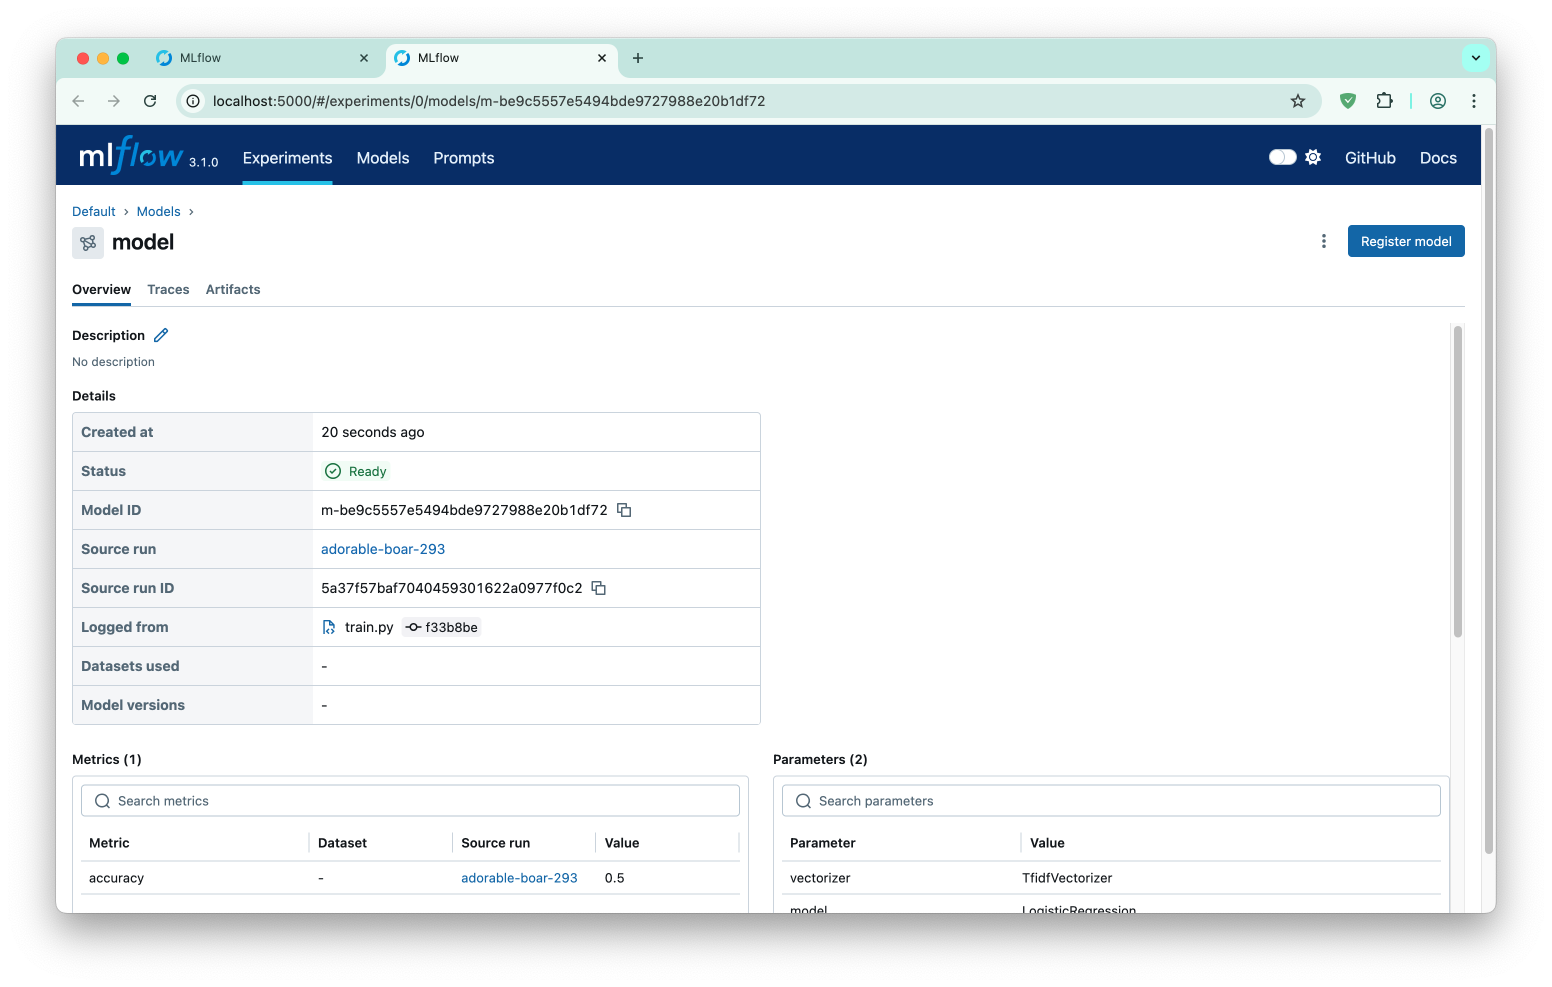 MLflow
MLflow
localhost:5000/#/experiments/0/models/m-be9c5557e5494bde9727988e20b1df72
mlflow 3.1.0 Experiments Models Prompts GitHub Docs
Default › Models ›
model
Register model
Overview Traces Artifacts
Description
No description
Details
Created at 20 seconds ago
Status Ready
Model ID m-be9c5557e5494bde9727988e20b1df72
Source run adorable-boar-293
Source run ID 5a37f57baf7040459301622a0977f0c2
Logged from train.py f33b8be
Datasets used -
Model versions -
Metrics (1)
Search metrics
Metric Dataset Source run Value
accuracy - adorable-boar-293 0.5
Parameters (2)
Search parameters
Parameter Value
vectorizer TfidfVectorizer
model LogisticRegression